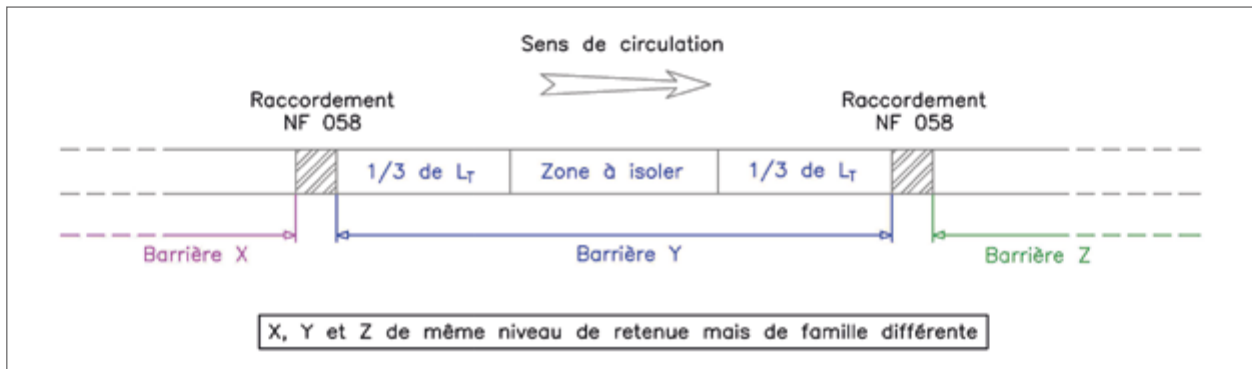 Sens de circulation
Raccordement
NF 058
Raccordement
NF 058
1/3 de LT
Zone à isoler
1/3 de LT
Barrière X
Barrière Y
Barrière Z
X, Y et Z de même niveau de retenue mais de famille différente